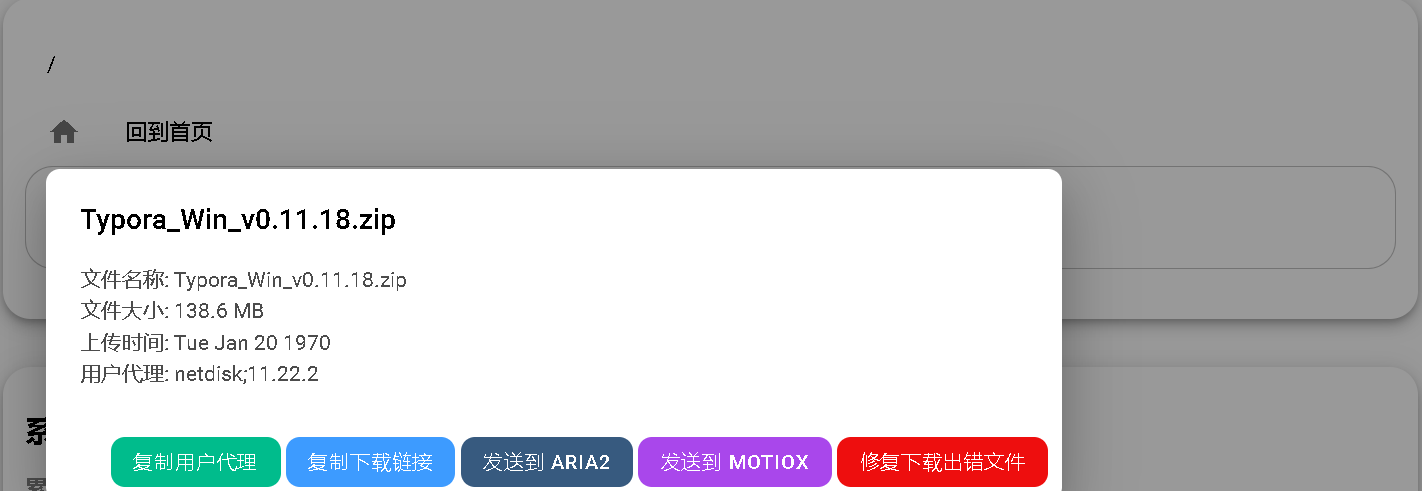 /
回到首页
Typora_Win_v0.11.18.zip
文件名称: Typora_Win_v0.11.18.zip
文件大小: 138.6 MB
上传时间: Tue Jan 20 1970
用户代理: netdisk;11.22.2
复制用户代理 复制下载链接 发送到 ARIA2 发送到 MOTIOX 修复下载出错文件